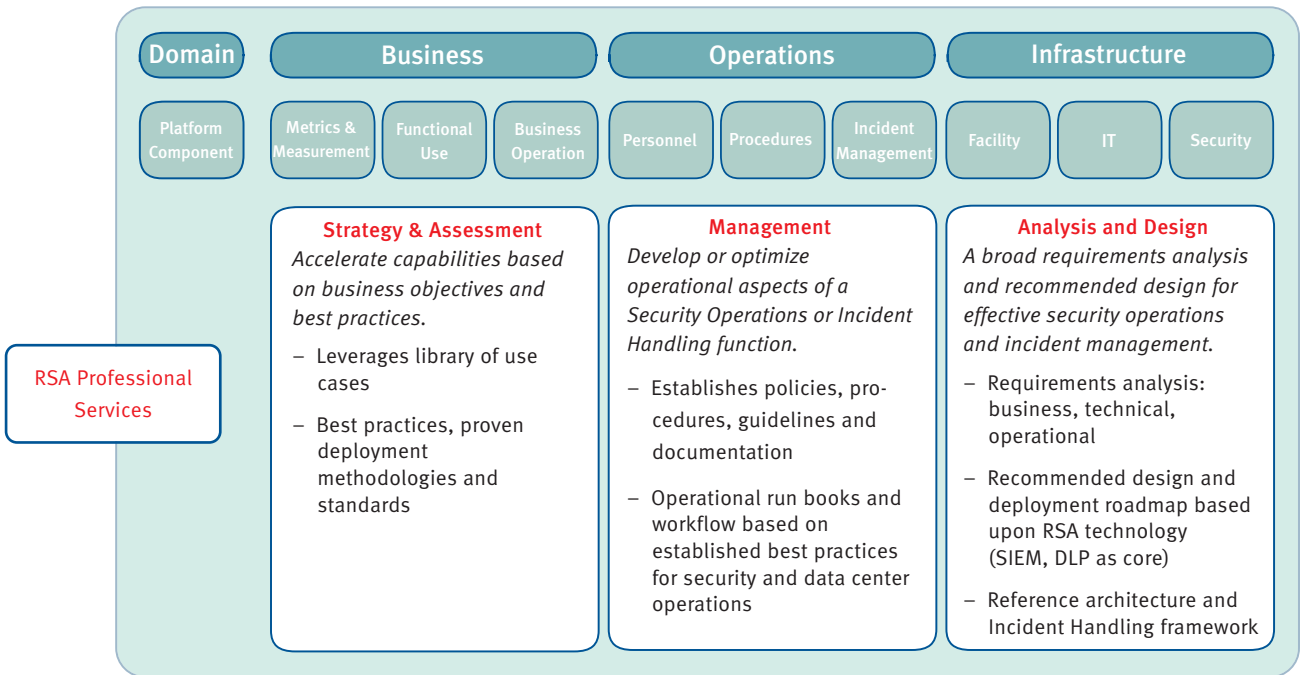 Domain
Business
Operations
Infrastructure
Platform
Component
Metrics &
Measurement
Functional
Use
Business
Operation
Personnel
Procedures
Incident
Management
Facility
IT
Security
RSA Professional
Services
Strategy & Assessment
Accelerate capabilities based
on business objectives and
best practices.
– Leverages library of use
cases
– Best practices, proven
deployment
methodologies and
standards
Management
Develop or optimize
operational aspects of a
Security Operations or Incident
Handling function.
– Establishes policies, pro-
cedures, guidelines and
documentation
– Operational run books and
workflow based on
established best practices
for security and data center
operations
Analysis and Design
A broad requirements analysis
and recommended design for
effective security operations
and incident management.
– Requirements analysis:
business, technical,
operational
– Recommended design and
deployment roadmap based
upon RSA technology
(SIEM, DLP as core)
– Reference architecture and
Incident Handling framework